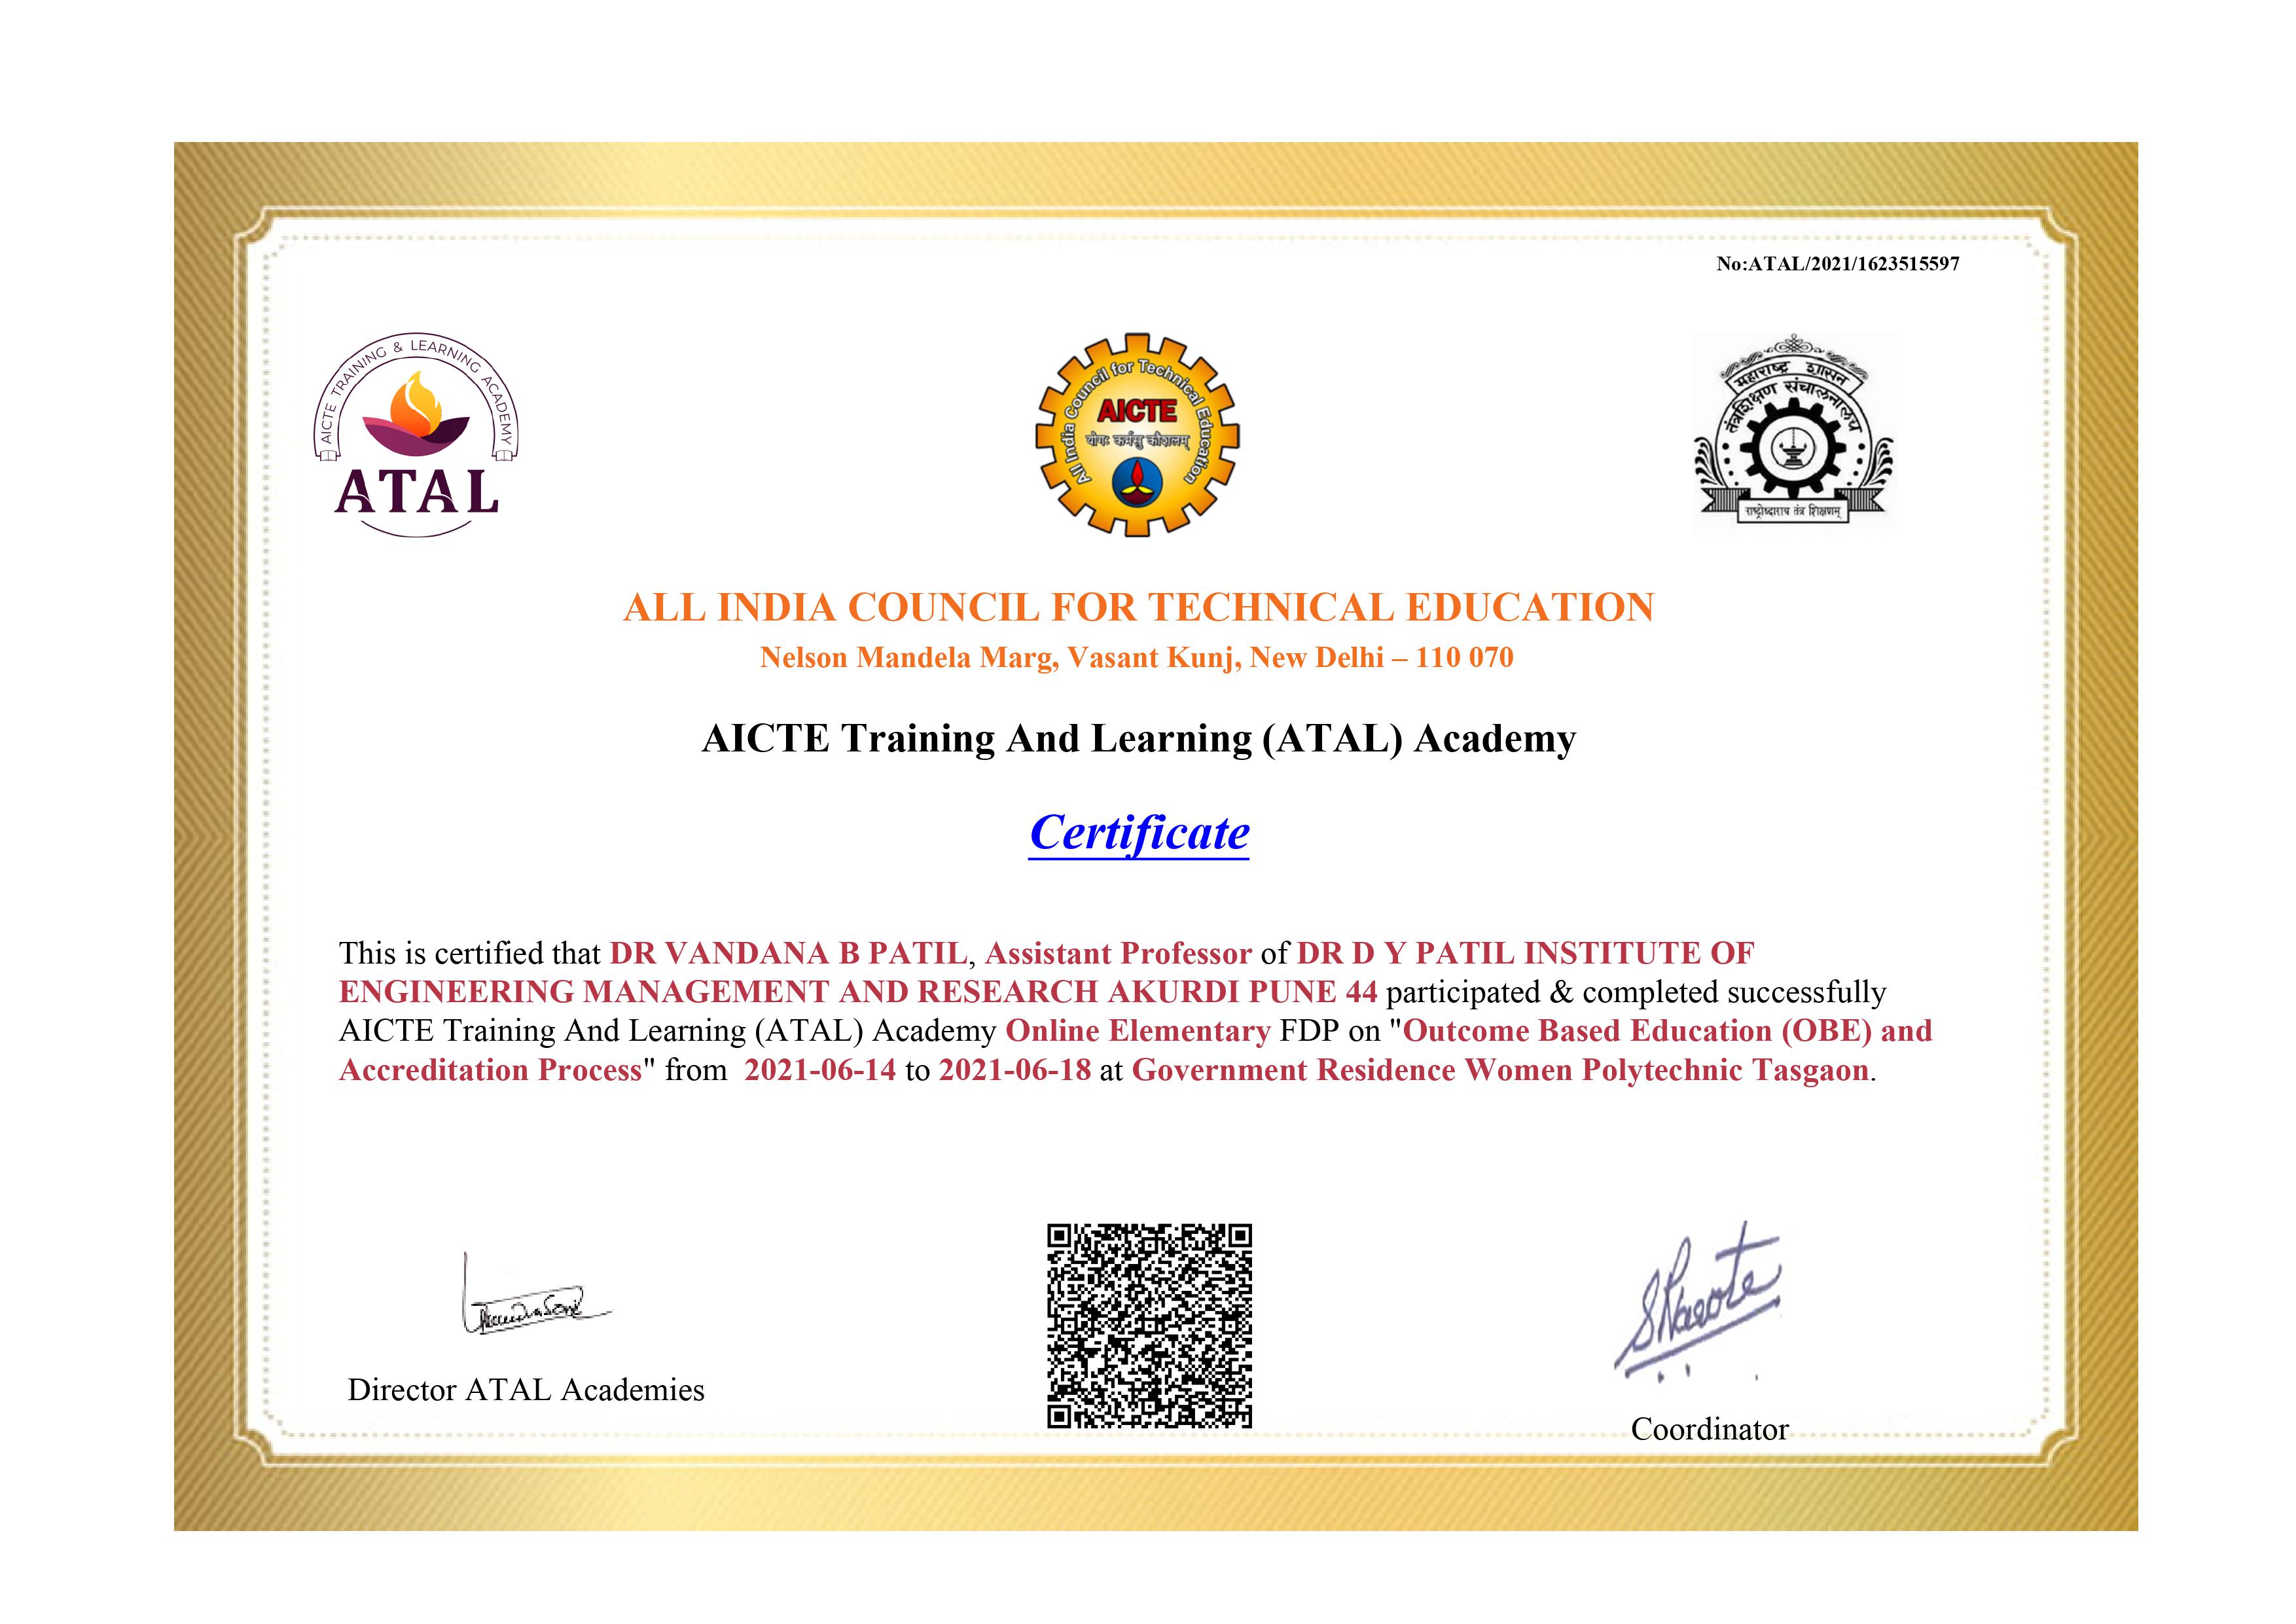 No:ATAL/2021/1623515597
AICTE TRAINING & LEARNING ACADEMY
ATAL
All India Council for Technical Education
AICTE
योगः कर्मसु कौशलम्
महाराष्ट्र शासन
तंत्रशिक्षण संचालनालय
राष्ट्रोध्दाराय तंत्र शिक्षणम्
ALL INDIA COUNCIL FOR TECHNICAL EDUCATION
Nelson Mandela Marg, Vasant Kunj, New Delhi – 110 070
AICTE Training And Learning (ATAL) Academy
Certificate
This is certified that DR VANDANA B PATIL, Assistant Professor of DR D Y PATIL INSTITUTE OF
ENGINEERING MANAGEMENT AND RESEARCH AKURDI PUNE 44 participated & completed successfully
AICTE Training And Learning (ATAL) Academy Online Elementary FDP on "Outcome Based Education (OBE) and
Accreditation Process" from 2021-06-14 to 2021-06-18 at Government Residence Women Polytechnic Tasgaon.
Director ATAL Academies
Coordinator